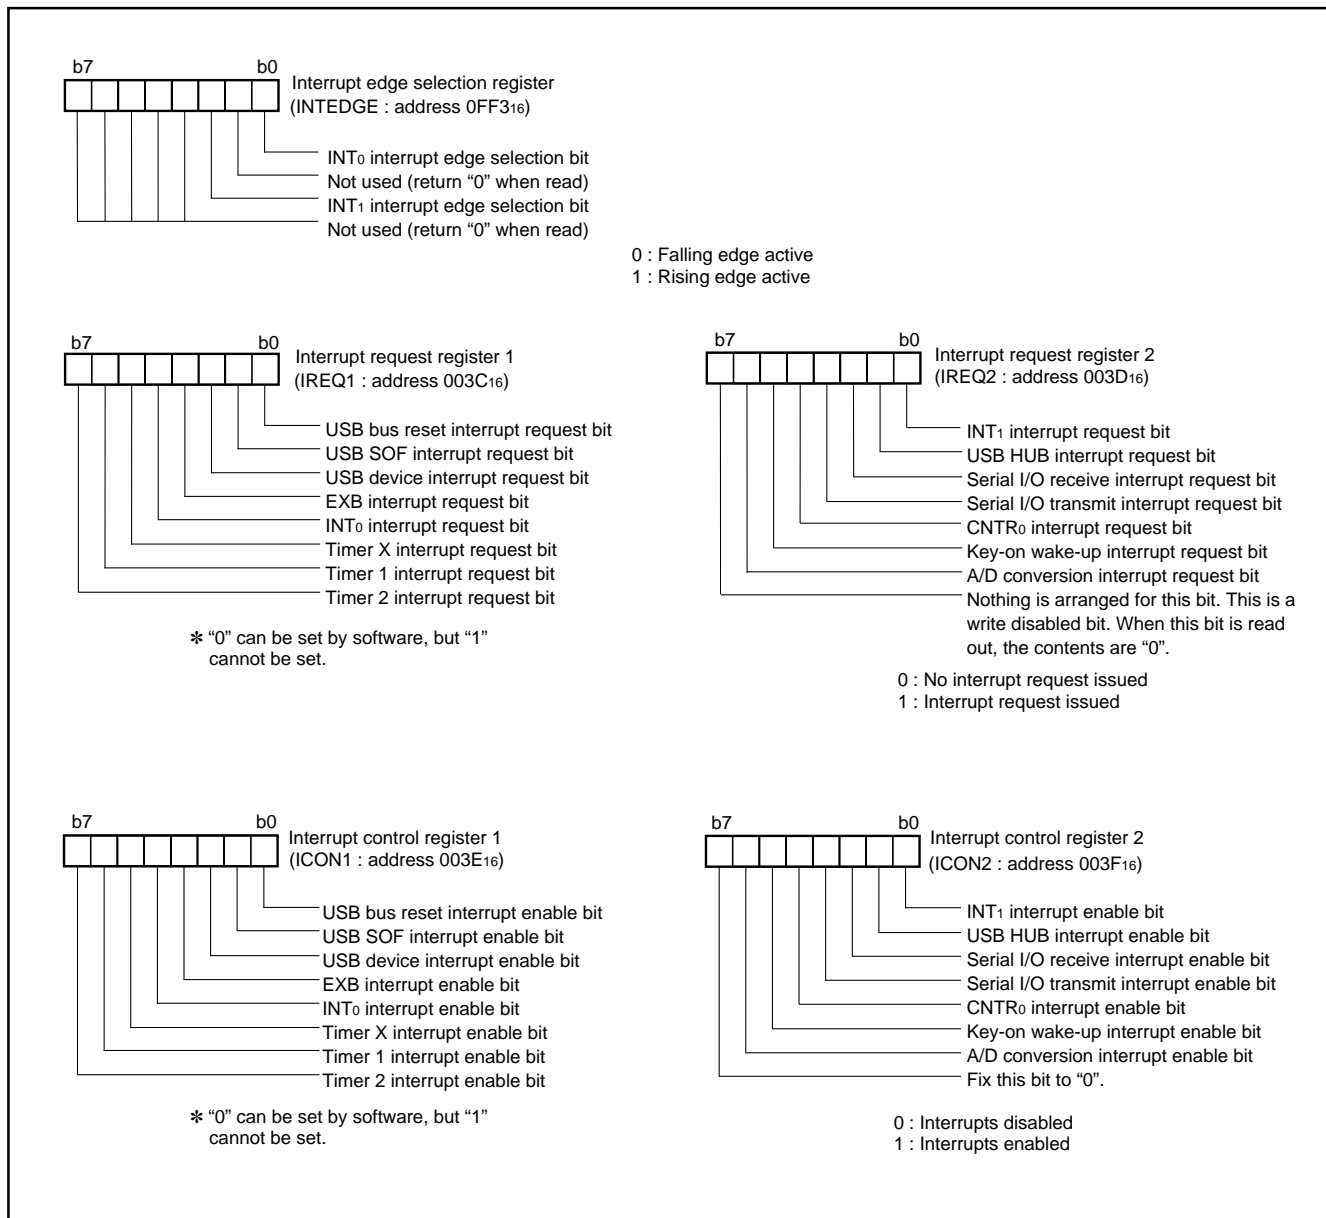 b7 b0
Interrupt edge selection register
(INTEDGE : address 0FF316)
INT0 interrupt edge selection bit
Not used (return “0” when read)
INT1 interrupt edge selection bit
Not used (return “0” when read)
0 : Falling edge active
1 : Rising edge active
b7 b0
Interrupt request register 1
(IREQ1 : address 003C16)
USB bus reset interrupt request bit
USB SOF interrupt request bit
USB device interrupt request bit
EXB interrupt request bit
INT0 interrupt request bit
Timer X interrupt request bit
Timer 1 interrupt request bit
Timer 2 interrupt request bit
✽ “0” can be set by software, but “1”
cannot be set.
b7 b0
Interrupt request register 2
(IREQ2 : address 003D16)
INT1 interrupt request bit
USB HUB interrupt request bit
Serial I/O receive interrupt request bit
Serial I/O transmit interrupt request bit
CNTR0 interrupt request bit
Key-on wake-up interrupt request bit
A/D conversion interrupt request bit
Nothing is arranged for this bit. This is a
write disabled bit. When this bit is read
out, the contents are “0”.
0 : No interrupt request issued
1 : Interrupt request issued
b7 b0
Interrupt control register 1
(ICON1 : address 003E16)
USB bus reset interrupt enable bit
USB SOF interrupt enable bit
USB device interrupt enable bit
EXB interrupt enable bit
INT0 interrupt enable bit
Timer X interrupt enable bit
Timer 1 interrupt enable bit
Timer 2 interrupt enable bit
✽ “0” can be set by software, but “1”
cannot be set.
b7 b0
Interrupt control register 2
(ICON2 : address 003F16)
INT1 interrupt enable bit
USB HUB interrupt enable bit
Serial I/O receive interrupt enable bit
Serial I/O transmit interrupt enable bit
CNTR0 interrupt enable bit
Key-on wake-up interrupt enable bit
A/D conversion interrupt enable bit
Fix this bit to “0”.
0 : Interrupts disabled
1 : Interrupts enabled